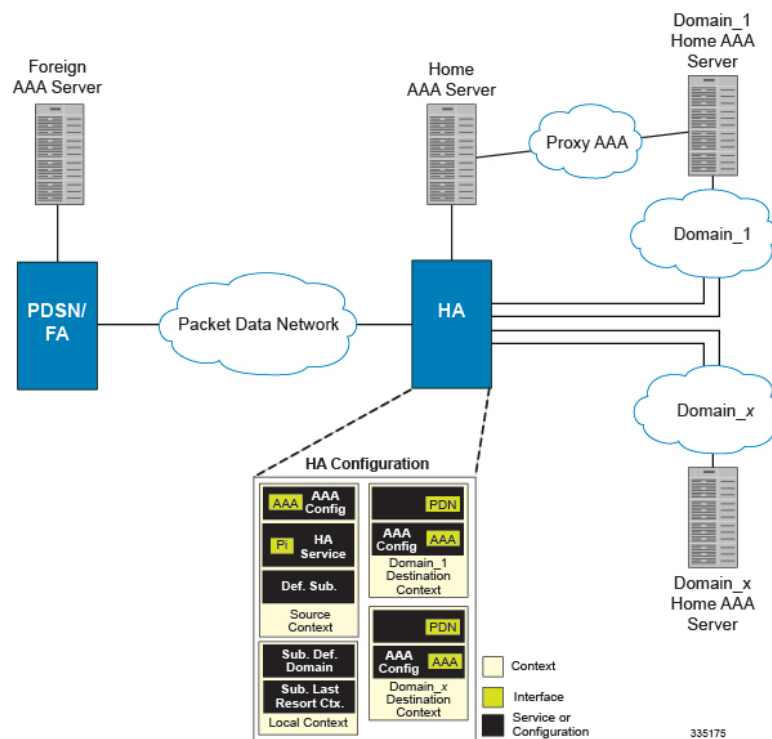 Domain_1
Home AAA
Server
Foreign
AAA Server
Home
AAA Server
Proxy AAA
Domain_1
PDSN/
FA
Packet Data Network
HA
Domain_x
Domain_x
Home AAA
Server
HA Configuration
AAA
AAA
Config
Pi
HA
Service
Def. Sub.
Source
Context
PDN
AAA
Config
AAA
Domain_1
Destination
Context
Sub. Def.
Domain
Sub. Last
Resort Ctx.
Local Context
PDN
AAA
Config
AAA
Domain_x
Destination
Context
Context
Interface
Service or
Configuration
335175